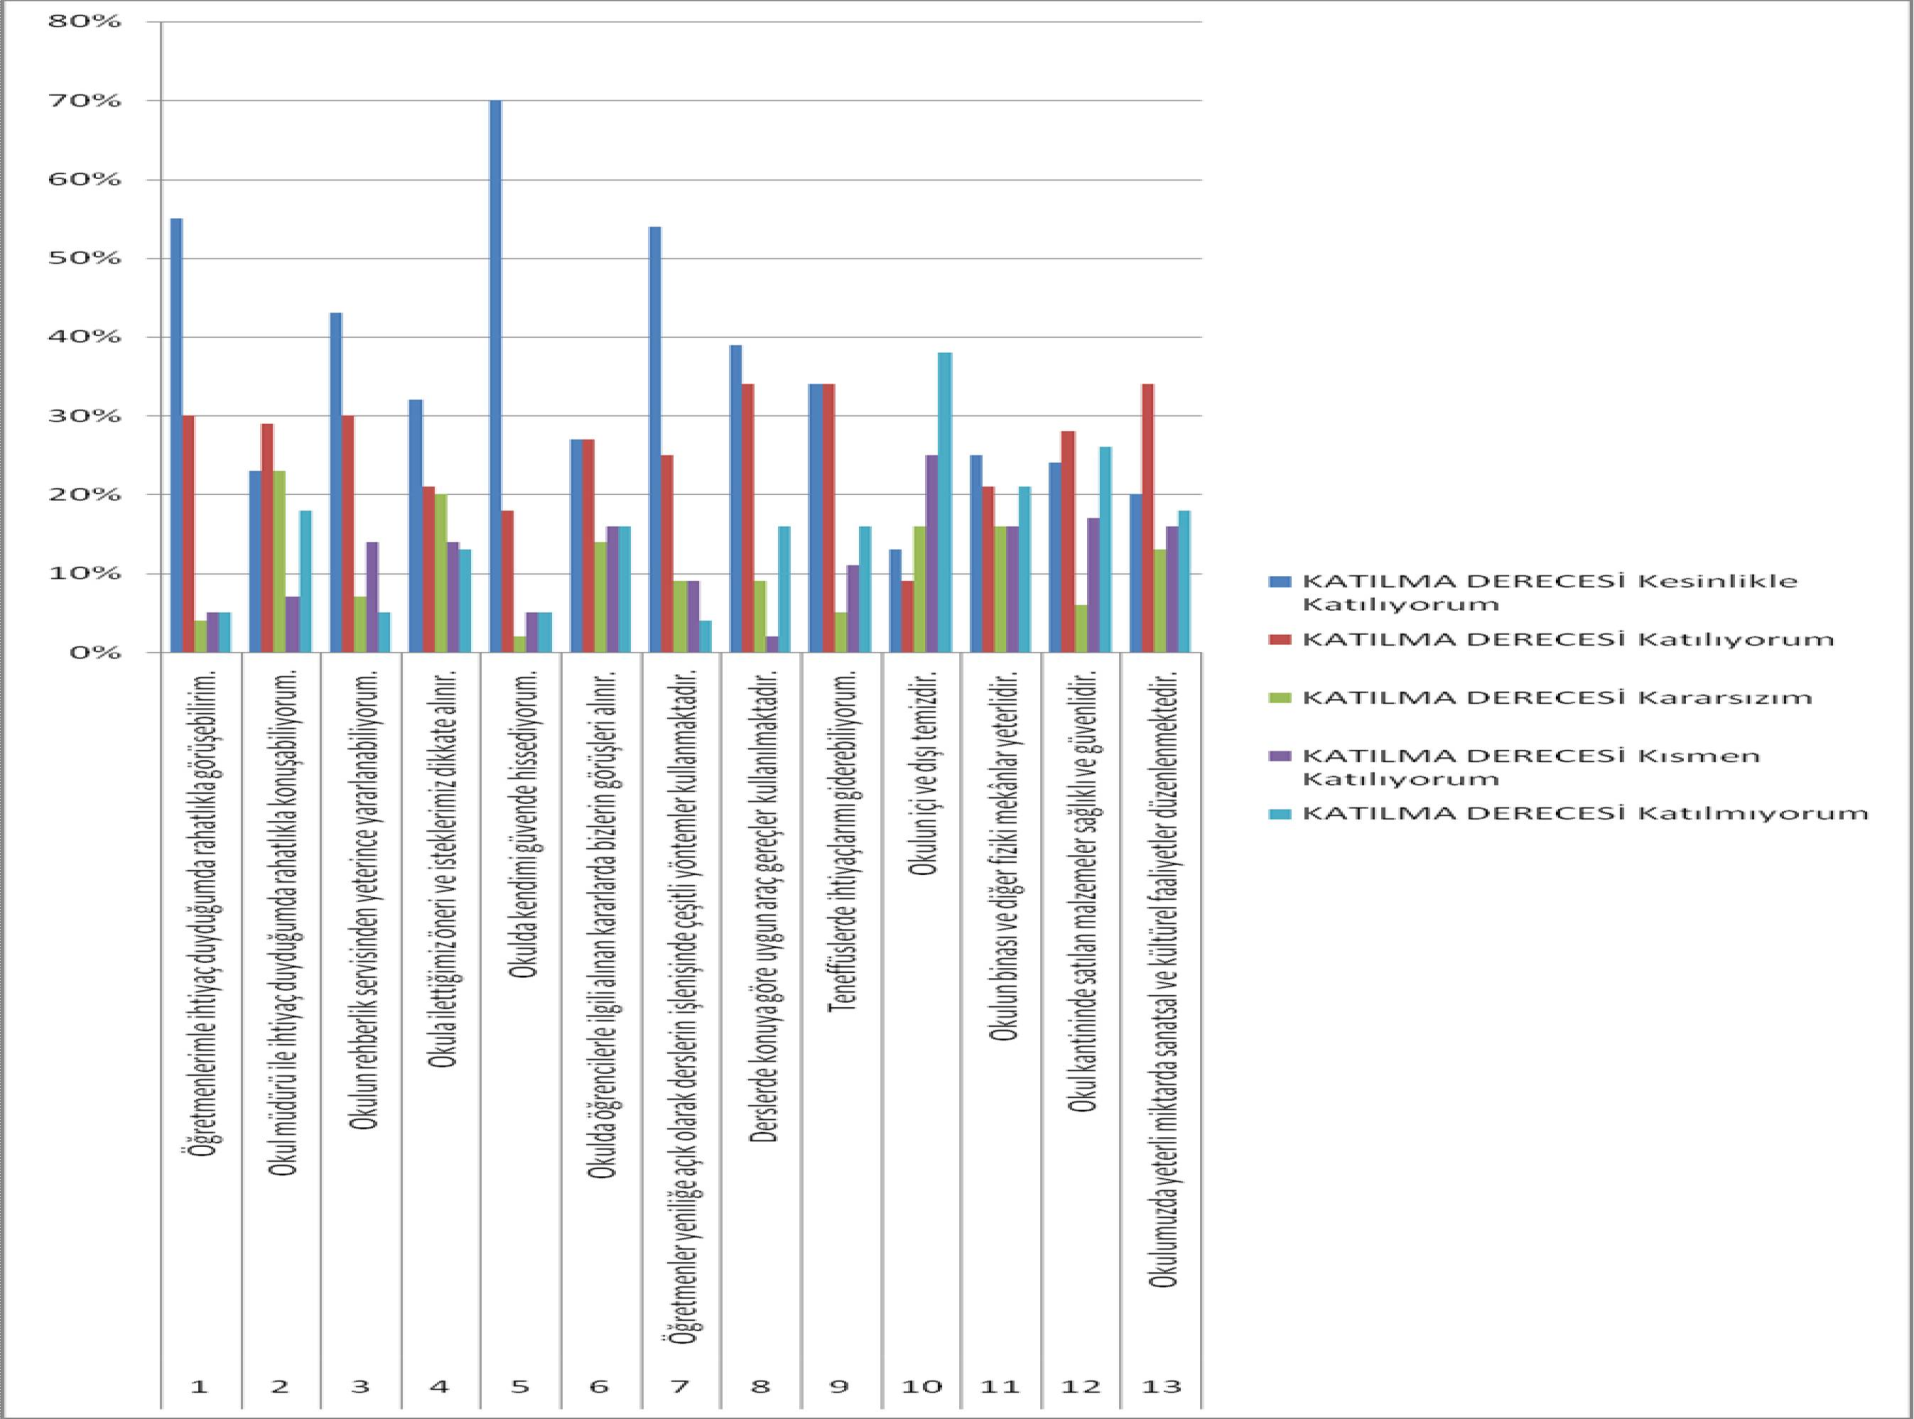 80%
70%
60%
50%
40%
30%
20%
10%
0%
Öğretmenlerimle ihtiyaç duyduğumda rahatlıkla görüşebilirim.
Okul müdürü ile ihtiyaç duyduğumda rahatlıkla konuşabiliyorum.
Okulun rehberlik servisinden yeterince yararlanabiliyorum.
Okula ilettiğimiz öneri ve isteklerimiz dikkate alınır.
Okulda kendimi güvende hissediyorum.
Okulda öğrencilerle ilgili alınan kararlarda bizlerin görüşleri alınır.
Öğretmenler yeniliğe açık olarak derslerin işlenişinde çeşitli yöntemler kullanmaktadır.
Derslerde konuya göre uygun araç gereçler kullanılmaktadır.
Teneffüslerde ihtiyaçlarımı giderebiliyorum.
Okulun içi ve dışı temizdir.
Okulun binası ve diğer fiziki mekânlar yeterlidir.
Okul kantininde satılan malzemeler sağlıklı ve güvenlidir.
Okulumuzda yeterli miktarda sanatsal ve kültürel faaliyetler düzenlenmektedir.
1 2 3 4 5 6 7 8 9 10 11 12 13
KATILMA DERECESİ Kesinlikle
Katılıyorum
KATILMA DERECESİ Katılıyorum
KATILMA DERECESİ Kararsızım
KATILMA DERECESİ Kısmen
Katılıyorum
KATILMA DERECESİ Katılmıyorum